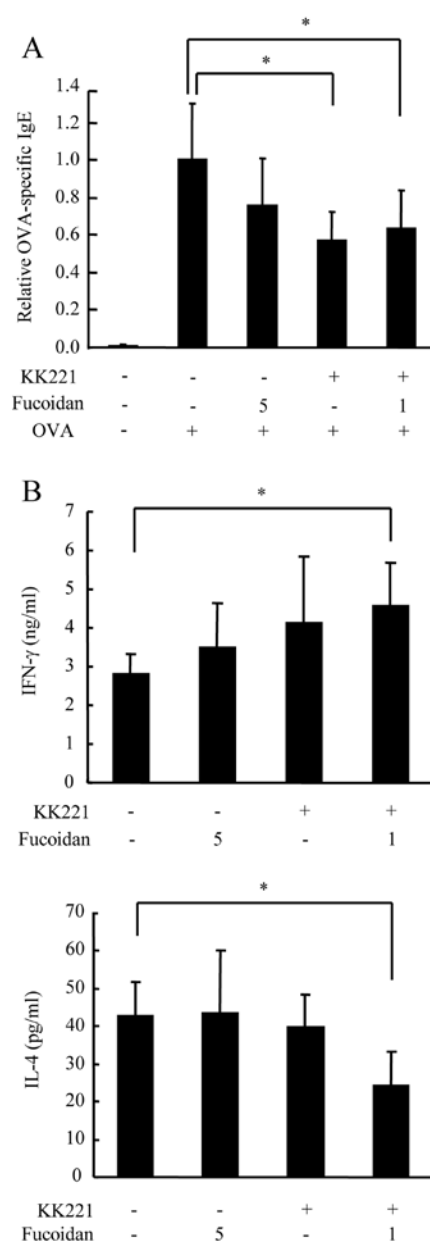 A
*
*
Relative OVA-specific IgE
1.4
1.2
1.0
0.8
0.6
0.4
0.2
0.0
KK221 - - - + +
Fucoidan - - 5 - 1
OVA - + + + +
B
*
IFN-γ (ng/ml)
7
6
5
4
3
2
1
0
KK221 - - + +
Fucoidan - 5 - 1
*
IL-4 (pg/ml)
70
60
50
40
30
20
10
0
KK221 - - + +
Fucoidan - 5 - 1